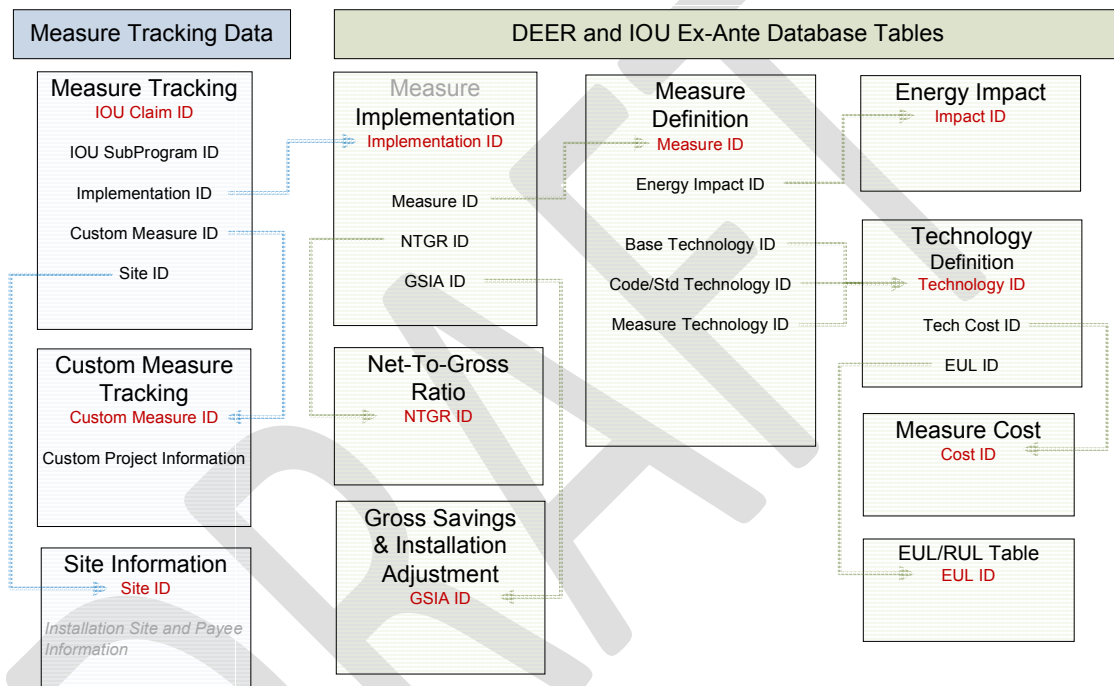 Measure Tracking Data
DEER and IOU Ex-Ante Database Tables
Measure Tracking
IOU Claim ID
IOU SubProgram ID
Implementation ID
Custom Measure ID
Site ID
Custom Measure
Tracking
Custom Measure ID
Custom Project Information
Site Information
Site ID
Installation Site and Payee
Information
Measure
Implementation
Implementation ID
Measure ID
NTGR ID
GSIA ID
Net-To-Gross
Ratio
NTGR ID
Gross Savings
& Installation
Adjustment
GSIA ID
Measure
Definition
Measure ID
Energy Impact ID
Base Technology ID
Code/Std Technology ID
Measure Technology ID
Energy Impact
Impact ID
Technology
Definition
Technology ID
Tech Cost ID
EUL ID
Measure Cost
Cost ID
EUL/RUL Table
EUL ID
DRAFT